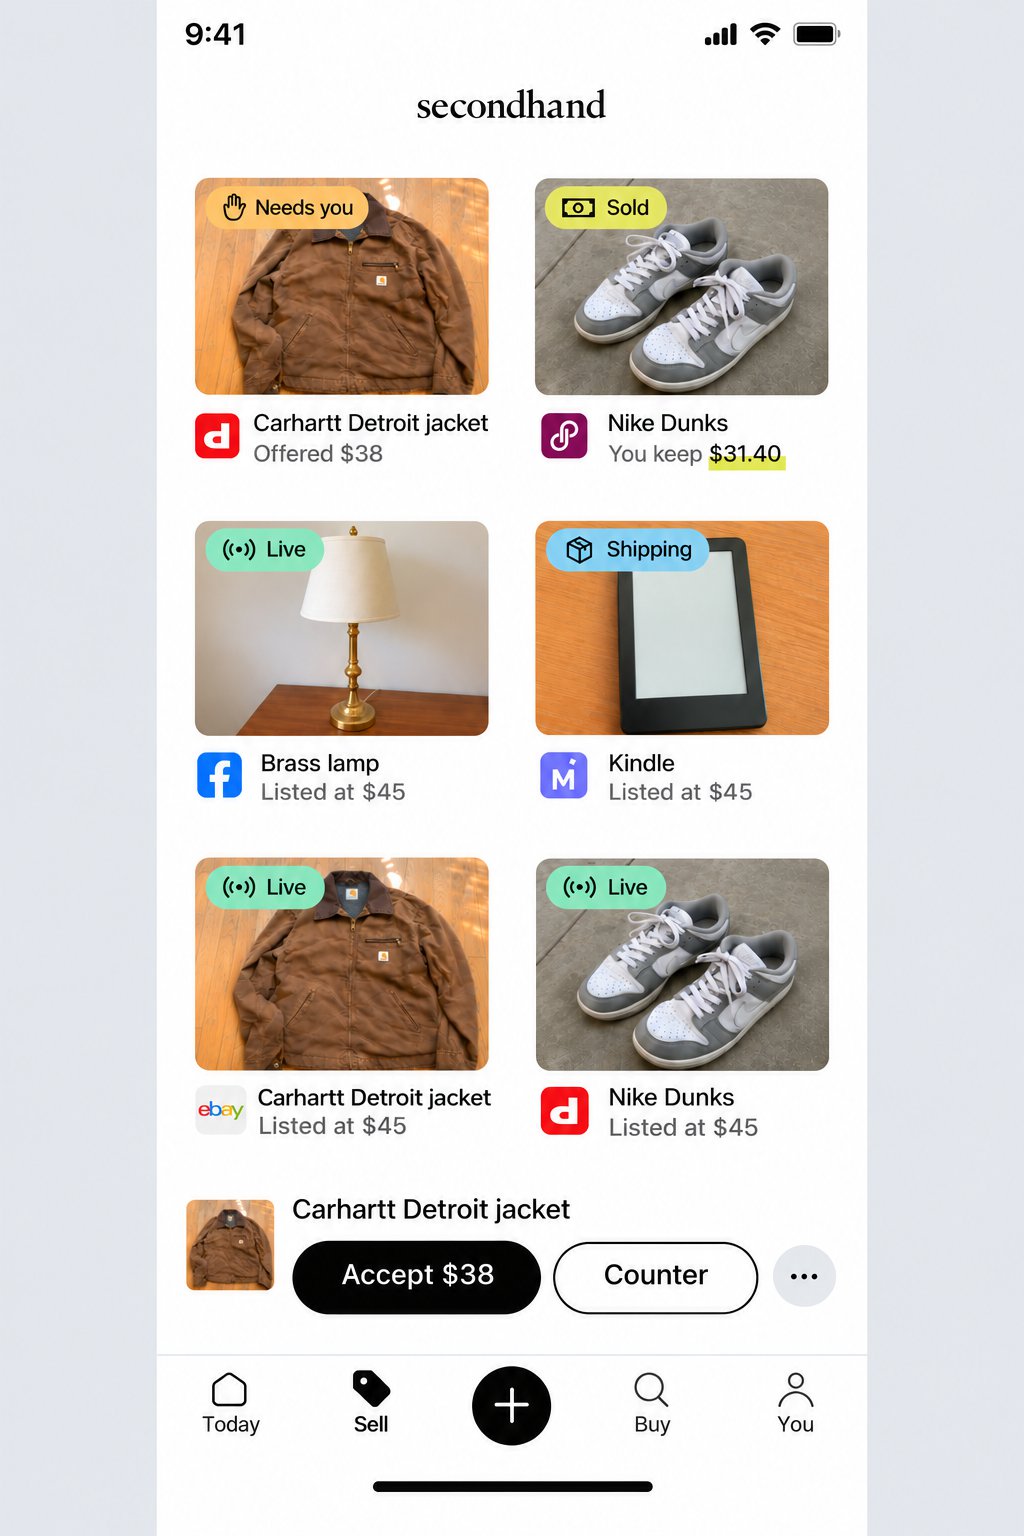 9:41
secondhand
Needs you
Sold
Carhartt Detroit jacket
Offered $38
Nike Dunks
You keep $31.40
Live
Shipping
Brass lamp
Listed at $45
Kindle
Listed at $45
Live
Live
ebay
Carhartt Detroit jacket
Listed at $45
Nike Dunks
Listed at $45
Carhartt Detroit jacket
Accept $38
Counter
Today
Sell
Buy
You